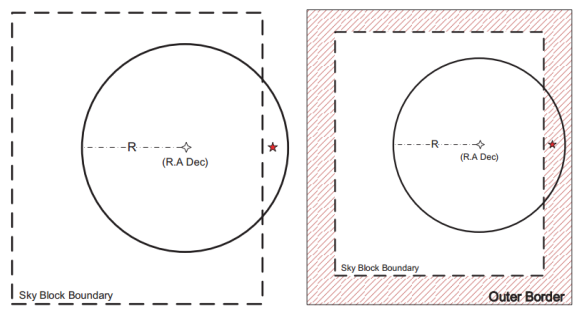 R
(R.A Dec)
Sky Block Boundary
R
(R.A Dec)
Sky Block Boundary
Outer Border